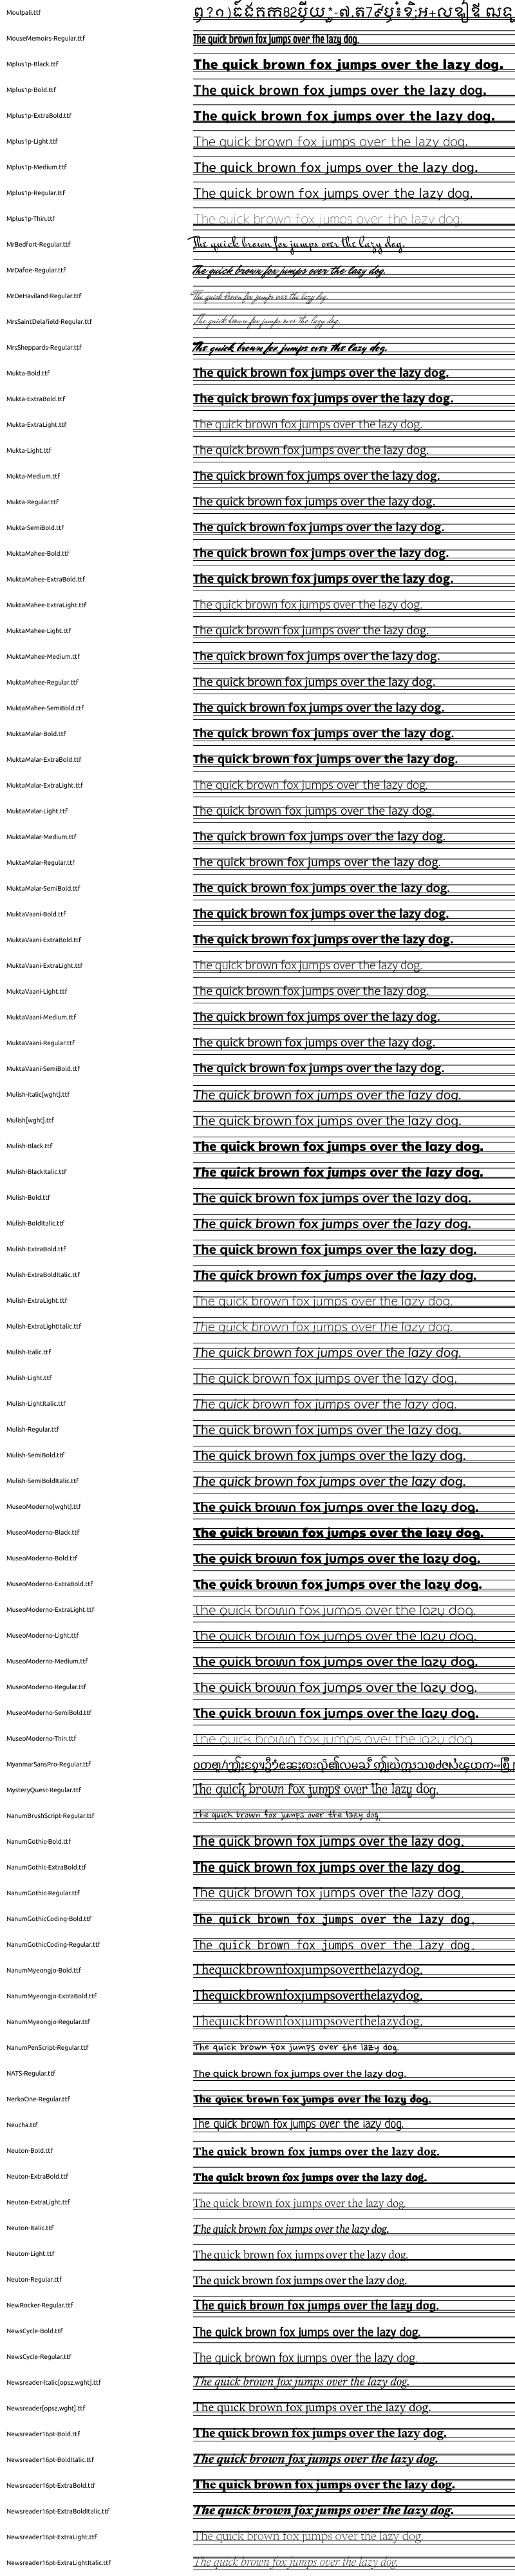 Moulpali.ttf
MouseMemoirs-Regular.ttf The quick brown fox jumps over the lazy dog.
Mplus1p-Black.ttf The quick brown fox jumps over the lazy dog.
Mplus1p-Bold.ttf The quick brown fox jumps over the lazy dog.
Mplus1p-ExtraBold.ttf The quick brown fox jumps over the lazy dog.
Mplus1p-Light.ttf The quick brown fox jumps over the lazy dog.
Mplus1p-Medium.ttf The quick brown fox jumps over the lazy dog.
Mplus1p-Regular.ttf The quick brown fox jumps over the lazy dog.
Mplus1p-Thin.ttf The quick brown fox jumps over the lazy dog.
MrBedfort-Regular.ttf The quick brown fox jumps over the lazy dog.
MrDafoe-Regular.ttf The quick brown fox jumps over the lazy dog.
MrDeHaviland-Regular.ttf The quick brown fox jumps over the lazy dog.
MrsSaintDelafield-Regular.ttf The quick brown fox jumps over the lazy dog.
MrsSheppards-Regular.ttf The quick brown fox jumps over the lazy dog.
Mukta-Bold.ttf The quick brown fox jumps over the lazy dog.
Mukta-ExtraBold.ttf The quick brown fox jumps over the lazy dog.
Mukta-ExtraLight.ttf The quick brown fox jumps over the lazy dog.
Mukta-Light.ttf The quick brown fox jumps over the lazy dog.
Mukta-Medium.ttf The quick brown fox jumps over the lazy dog.
Mukta-Regular.ttf The quick brown fox jumps over the lazy dog.
Mukta-SemiBold.ttf The quick brown fox jumps over the lazy dog.
MuktaMahee-Bold.ttf The quick brown fox jumps over the lazy dog.
MuktaMahee-ExtraBold.ttf The quick brown fox jumps over the lazy dog.
MuktaMahee-ExtraLight.ttf The quick brown fox jumps over the lazy dog.
MuktaMahee-Light.ttf The quick brown fox jumps over the lazy dog.
MuktaMahee-Medium.ttf The quick brown fox jumps over the lazy dog.
MuktaMahee-Regular.ttf The quick brown fox jumps over the lazy dog.
MuktaMahee-SemiBold.ttf The quick brown fox jumps over the lazy dog.
MuktaMalar-Bold.ttf The quick brown fox jumps over the lazy dog.
MuktaMalar-ExtraBold.ttf The quick brown fox jumps over the lazy dog.
MuktaMalar-ExtraLight.ttf The quick brown fox jumps over the lazy dog.
MuktaMalar-Light.ttf The quick brown fox jumps over the lazy dog.
MuktaMalar-Medium.ttf The quick brown fox jumps over the lazy dog.
MuktaMalar-Regular.ttf The quick brown fox jumps over the lazy dog.
MuktaMalar-SemiBold.ttf The quick brown fox jumps over the lazy dog.
MuktaVaani-Bold.ttf The quick brown fox jumps over the lazy dog.
MuktaVaani-ExtraBold.ttf The quick brown fox jumps over the lazy dog.
MuktaVaani-ExtraLight.ttf The quick brown fox jumps over the lazy dog.
MuktaVaani-Light.ttf The quick brown fox jumps over the lazy dog.
MuktaVaani-Medium.ttf The quick brown fox jumps over the lazy dog.
MuktaVaani-Regular.ttf The quick brown fox jumps over the lazy dog.
MuktaVaani-SemiBold.ttf The quick brown fox jumps over the lazy dog.
Mulish-Italic[wght].ttf The quick brown fox jumps over the lazy dog.
Mulish[wght].ttf The quick brown fox jumps over the lazy dog.
Mulish-Black.ttf The quick brown fox jumps over the lazy dog.
Mulish-BlackItalic.ttf The quick brown fox jumps over the lazy dog.
Mulish-Bold.ttf The quick brown fox jumps over the lazy dog.
Mulish-BoldItalic.ttf The quick brown fox jumps over the lazy dog.
Mulish-ExtraBold.ttf The quick brown fox jumps over the lazy dog.
Mulish-ExtraBoldItalic.ttf The quick brown fox jumps over the lazy dog.
Mulish-ExtraLight.ttf The quick brown fox jumps over the lazy dog.
Mulish-ExtraLightItalic.ttf The quick brown fox jumps over the lazy dog.
Mulish-Italic.ttf The quick brown fox jumps over the lazy dog.
Mulish-Light.ttf The quick brown fox jumps over the lazy dog.
Mulish-LightItalic.ttf The quick brown fox jumps over the lazy dog.
Mulish-Regular.ttf The quick brown fox jumps over the lazy dog.
Mulish-SemiBold.ttf The quick brown fox jumps over the lazy dog.
Mulish-SemiBoldItalic.ttf The quick brown fox jumps over the lazy dog.
MuseoModerno[wght].ttf The quick brown fox jumps over the lazy dog.
MuseoModerno-Black.ttf The quick brown fox jumps over the lazy dog.
MuseoModerno-Bold.ttf The quick brown fox jumps over the lazy dog.
MuseoModerno-ExtraBold.ttf The quick brown fox jumps over the lazy dog.
MuseoModerno-ExtraLight.ttf The quick brown fox jumps over the lazy dog.
MuseoModerno-Light.ttf The quick brown fox jumps over the lazy dog.
MuseoModerno-Medium.ttf The quick brown fox jumps over the lazy dog.
MuseoModerno-Regular.ttf The quick brown fox jumps over the lazy dog.
MuseoModerno-SemiBold.ttf The quick brown fox jumps over the lazy dog.
MuseoModerno-Thin.ttf The quick brown fox jumps over the lazy dog.
MyanmarSansPro-Regular.ttf
MysteryQuest-Regular.ttf The quick brown fox jumps over the lazy dog.
NanumBrushScript-Regular.ttf The quick brown fox jumps over the lazy dog.
NanumGothic-Bold.ttf The quick brown fox jumps over the lazy dog.
NanumGothic-ExtraBold.ttf The quick brown fox jumps over the lazy dog.
NanumGothic-Regular.ttf The quick brown fox jumps over the lazy dog.
NanumGothicCoding-Bold.ttf The quick brown fox jumps over the lazy dog.
NanumGothicCoding-Regular.ttf The quick brown fox jumps over the lazy dog.
NanumMyeongjo-Bold.ttf Thequickbrownfoxjumpsoverthelazydog.
NanumMyeongjo-ExtraBold.ttf Thequickbrownfoxjumpsoverthelazydog.
NanumMyeongjo-Regular.ttf Thequickbrownfoxjumpsoverthelazydog.
NanumPenScript-Regular.ttf The quick brown fox jumps over the lazy dog.
NATS-Regular.ttf The quick brown fox jumps over the lazy dog.
NerkoOne-Regular.ttf The quick brown fox jumps over the lazy dog.
Neucha.ttf The quick brown fox jumps over the lazy dog.
Neuton-Bold.ttf The quick brown fox jumps over the lazy dog.
Neuton-ExtraBold.ttf The quick brown fox jumps over the lazy dog.
Neuton-ExtraLight.ttf The quick brown fox jumps over the lazy dog.
Neuton-Italic.ttf The quick brown fox jumps over the lazy dog.
Neuton-Light.ttf The quick brown fox jumps over the lazy dog.
Neuton-Regular.ttf The quick brown fox jumps over the lazy dog.
NewRocker-Regular.ttf The quick brown fox jumps over the lazy dog.
NewsCycle-Bold.ttf The quick brown fox jumps over the lazy dog.
NewsCycle-Regular.ttf The quick brown fox jumps over the lazy dog.
Newsreader-Italic[opsz,wght].ttf The quick brown fox jumps over the lazy dog.
Newsreader[opsz,wght].ttf The quick brown fox jumps over the lazy dog.
Newsreader16pt-Bold.ttf The quick brown fox jumps over the lazy dog.
Newsreader16pt-BoldItalic.ttf The quick brown fox jumps over the lazy dog.
Newsreader16pt-ExtraBold.ttf The quick brown fox jumps over the lazy dog.
Newsreader16pt-ExtraBoldItalic.ttf The quick brown fox jumps over the lazy dog.
Newsreader16pt-ExtraLight.ttf The quick brown fox jumps over the lazy dog.
Newsreader16pt-ExtraLightItalic.ttf The quick brown fox jumps over the lazy dog.